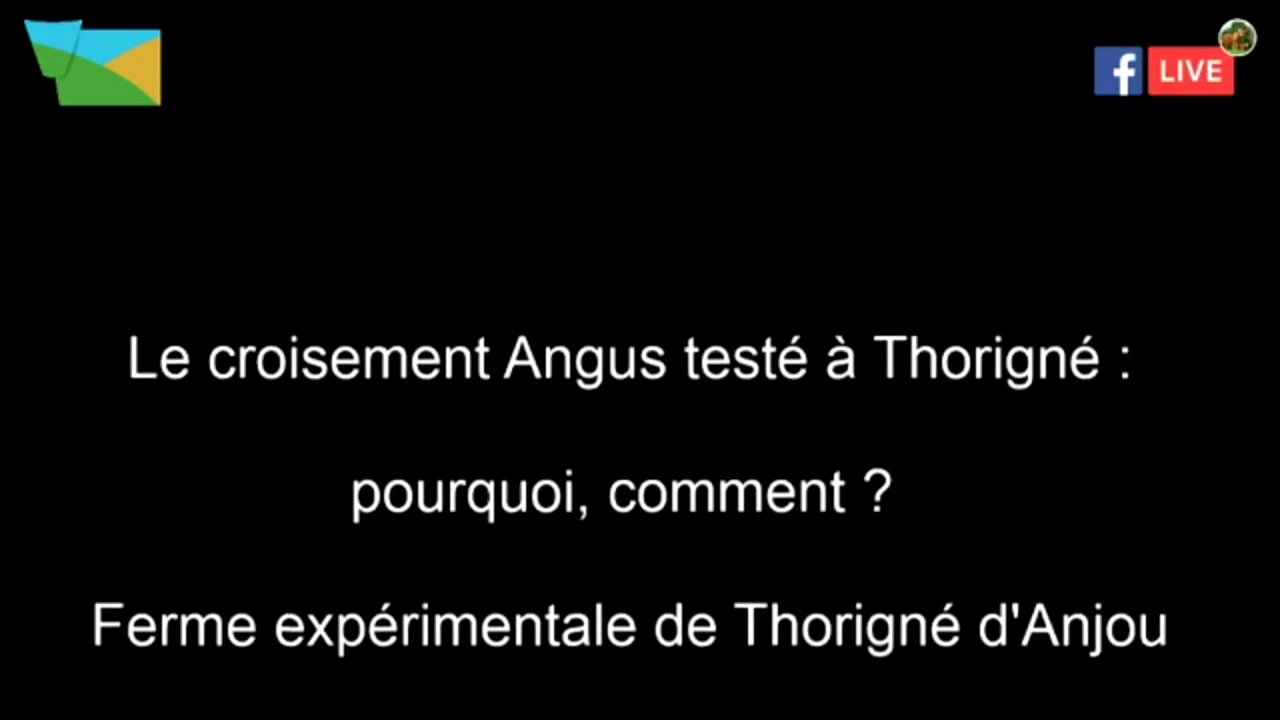 f LIVE
Le croisement Angus testé à Thorigné :
pourquoi, comment ?
Ferme expérimentale de Thorigné d'Anjou